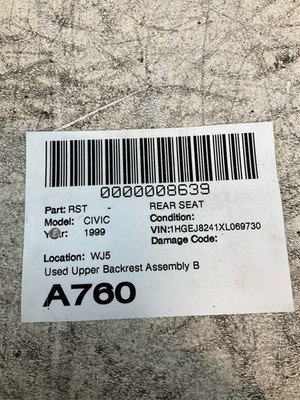 0000008639
Part: RST - REAR SEAT
Model: CIVIC Condition:
Year: 1999 VIN:1HGEJ8241XL069730
Damage Code:
Location: WJ5
Used Upper Backrest Assembly B
A760